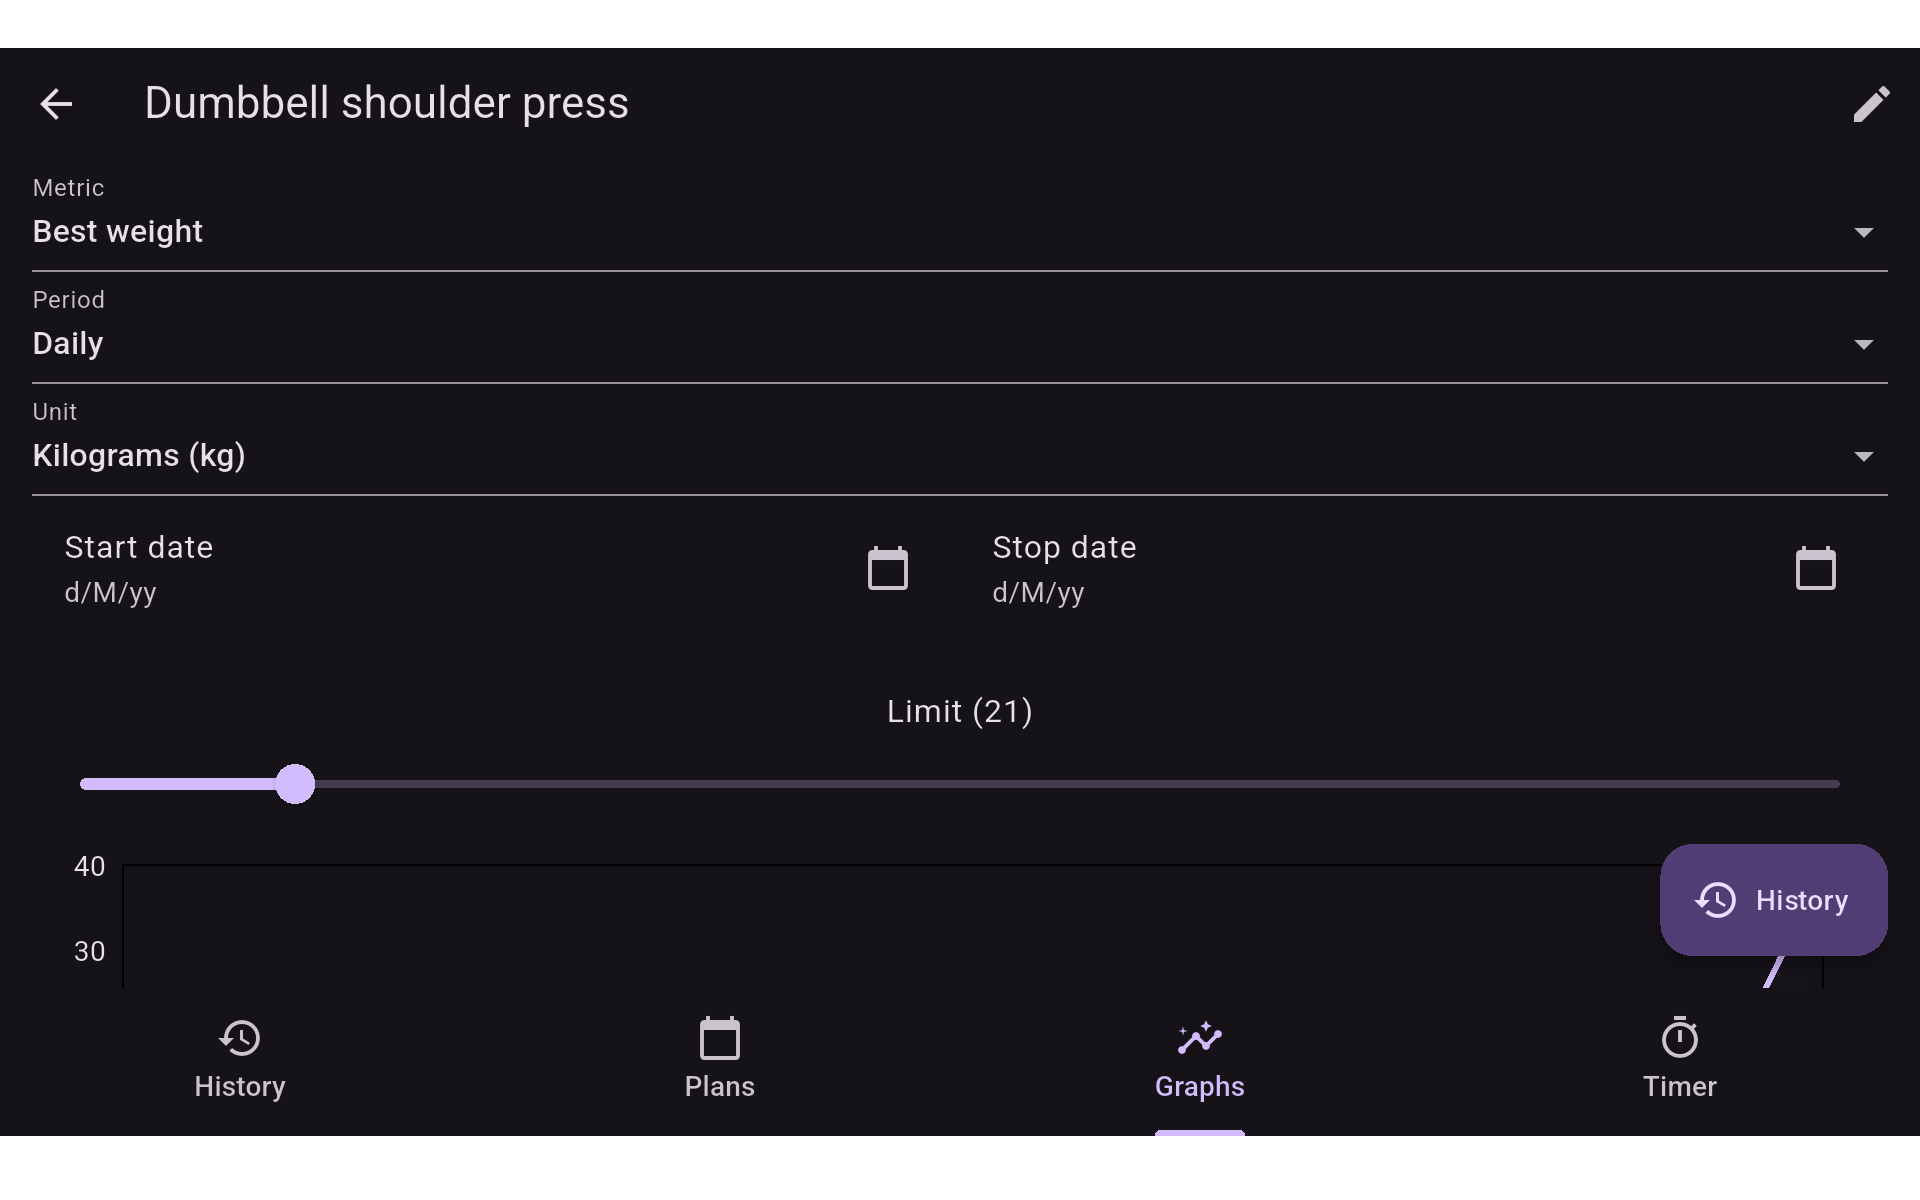 Dumbbell shoulder press
Metric
Best weight
Period
Daily
Unit
Kilograms (kg)
Start date
d/M/yy
Stop date
d/M/yy
Limit (21)
40
30
History
History
Plans
Graphs
Timer